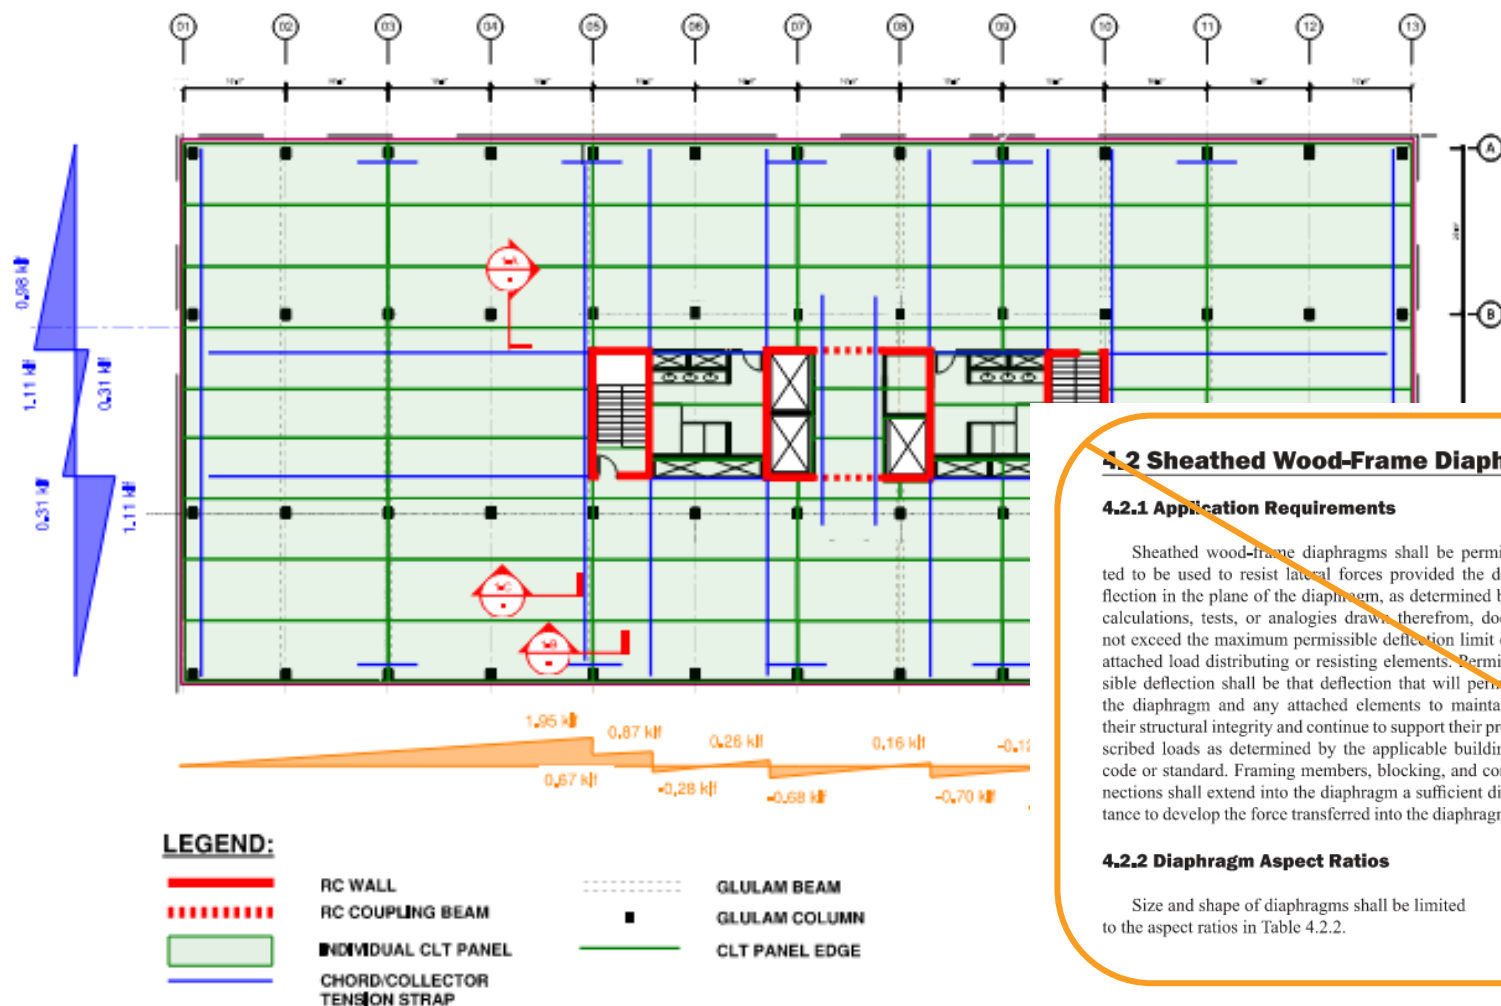 01 02 03 04 05 06 07 08 09 10 11 12 13
A
B
0.98 klf
1.11 klf
0.31 klf
0.31 klf
1.11 klf
1.95 klf
0.87 klf
0.26 klf
0.16 klf
0.67 klf
-0.28 klf
-0.68 klf
-0.70 klf
LEGEND:
RC WALL
RC COUPLING BEAM
INDIVIDUAL CLT PANEL
CHORD/COLLECTOR
TENSION STRAP
GLULAM BEAM
GLULAM COLUMN
CLT PANEL EDGE
4.2 Sheathed Wood-Frame Diaph
4.2.1 Application Requirements
Sheathed wood-frame diaphragms shall be permi
ted to be used to resist lateral forces provided the d
flection in the plane of the diaphragm, as determined b
calculations, tests, or analogies drawn therefrom, doe
not exceed the maximum permissible deflection limit
attached load distributing or resisting elements. Permi
sible deflection shall be that deflection that will perm
the diaphragm and any attached elements to mainta
their structural integrity and continue to support their pr
scribed loads as determined by the applicable buildin
code or standard. Framing members, blocking, and con
nections shall extend into the diaphragm a sufficient di
tance to develop the force transferred into the diaphragm
4.2.2 Diaphragm Aspect Ratios
Size and shape of diaphragms shall be limited
to the aspect ratios in Table 4.2.2.